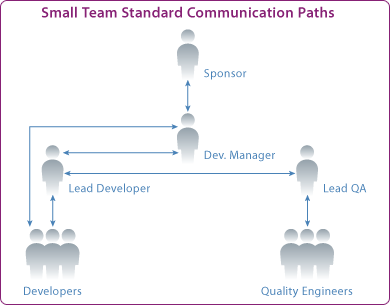 Small Team Standard Communication Paths
Sponsor
Dev. Manager
Lead Developer
Lead QA
Developers
Quality Engineers